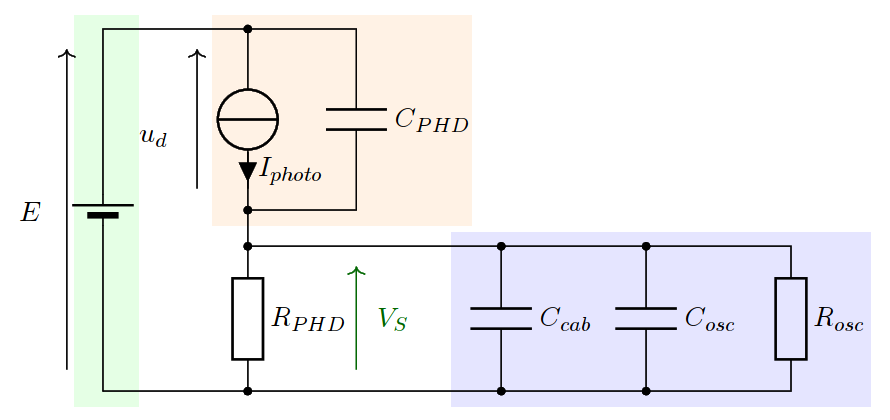 C_PHD
u_d
I_photo
E
R_PHD
V_S
C_cab
C_osc
R_osc